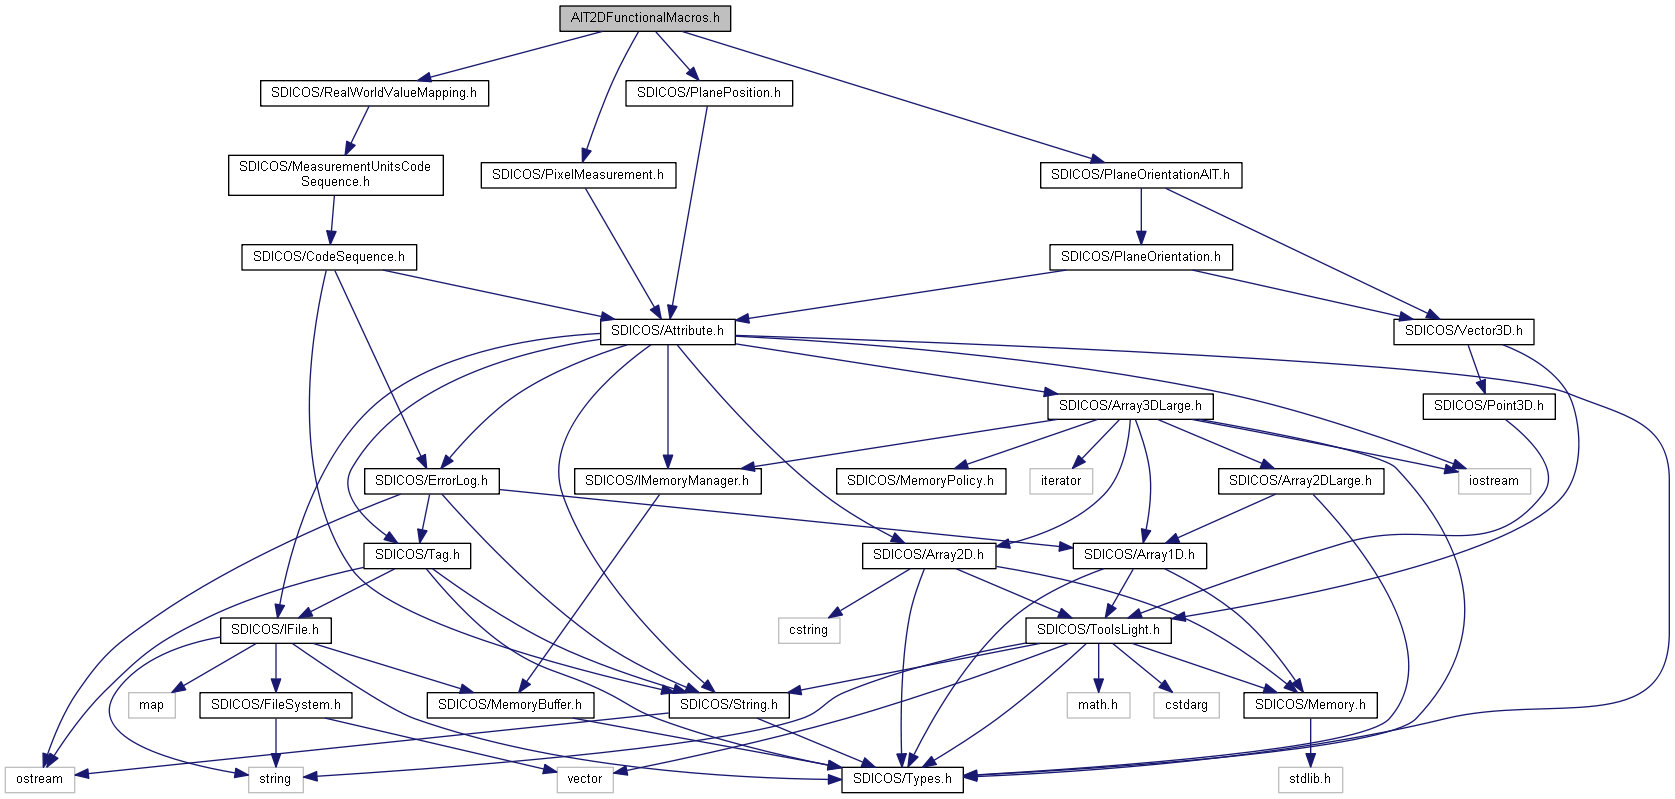 AIT2DFunctionalMacros.h
SDICOS/RealWorldValueMapping.h
SDICOS/PlanePosition.h
SDICOS/MeasurementUnitsCode
Sequence.h
SDICOS/PixelMeasurement.h
SDICOS/PlaneOrientationAIT.h
SDICOS/CodeSequence.h
SDICOS/PlaneOrientation.h
SDICOS/Attribute.h
SDICOS/Vector3D.h
SDICOS/Array3DLarge.h
SDICOS/Point3D.h
SDICOS/ErrorLog.h
SDICOS/IMemoryManager.h
SDICOS/MemoryPolicy.h
iterator
SDICOS/Array2DLarge.h
iostream
SDICOS/Tag.h
SDICOS/Array2D.h
SDICOS/Array1D.h
SDICOS/IFile.h
cstring
SDICOS/ToolsLight.h
map
SDICOS/FileSystem.h
SDICOS/MemoryBuffer.h
SDICOS/String.h
math.h
cstdarg
SDICOS/Memory.h
ostream
string
vector
SDICOS/Types.h
stdlib.h